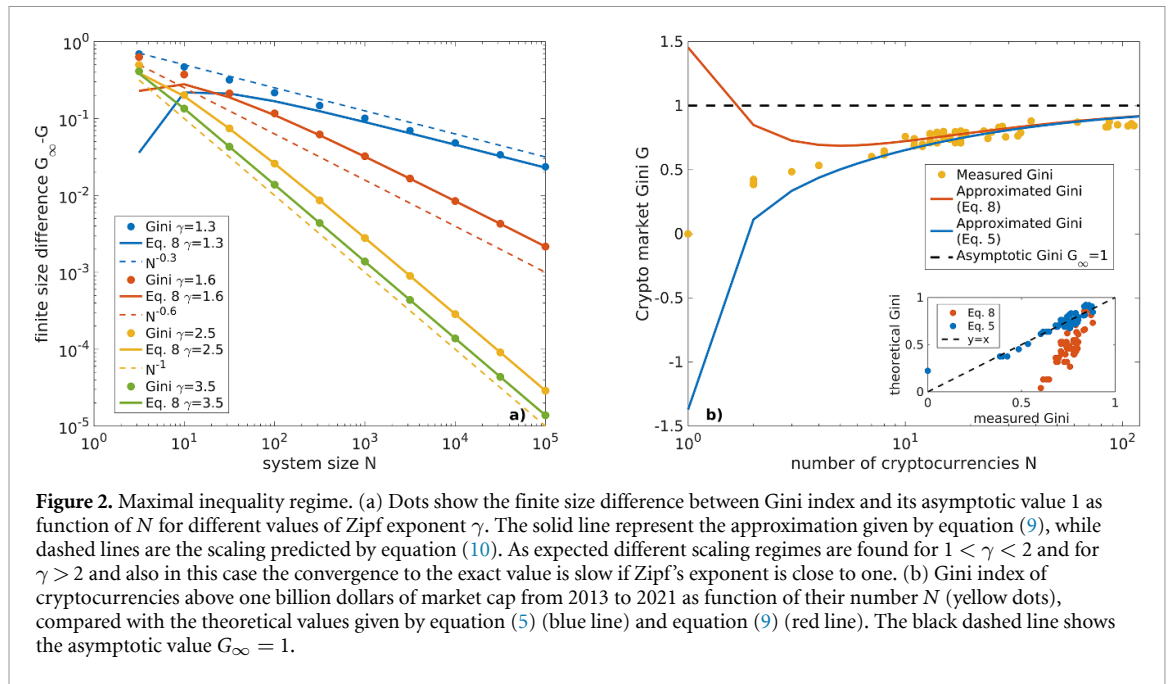 10^0
10^-1
10^-2
10^-3
10^-4
10^-5
finite size difference G_∞-G
Gini γ=1.3
Eq. 8 γ=1.3
N^-0.3
Gini γ=1.6
Eq. 8 γ=1.6
N^-0.6
Gini γ=2.5
Eq. 8 γ=2.5
N^-1
Gini γ=3.5
Eq. 8 γ=3.5
a)
10^0 10^1 10^2 10^3 10^4 10^5
system size N
1.5
1
0.5
0
-0.5
-1
-1.5
Crypto market Gini G
Measured Gini
Approximated Gini
(Eq. 8)
Approximated Gini
(Eq. 5)
Asymptotic Gini G_∞=1
Eq. 8
Eq. 5
y=x
theoretical Gini
1
0.5
0
0 0.5 1
measured Gini
b)
10^0 10^1 10^2
number of cryptocurrencies N
Figure 2. Maximal inequality regime. (a) Dots show the finite size difference between Gini index and its asymptotic value 1 as
function of N for different values of Zipf exponent γ. The solid line represent the approximation given by equation (9), while
dashed lines are the scaling predicted by equation (10). As expected different scaling regimes are found for 1 < γ < 2 and for
γ > 2 and also in this case the convergence to the exact value is slow if Zipf's exponent is close to one. (b) Gini index of
cryptocurrencies above one billion dollars of market cap from 2013 to 2021 as function of their number N (yellow dots),
compared with the theoretical values given by equation (5) (blue line) and equation (9) (red line). The black dashed line shows
the asymptotic value G_∞ = 1.